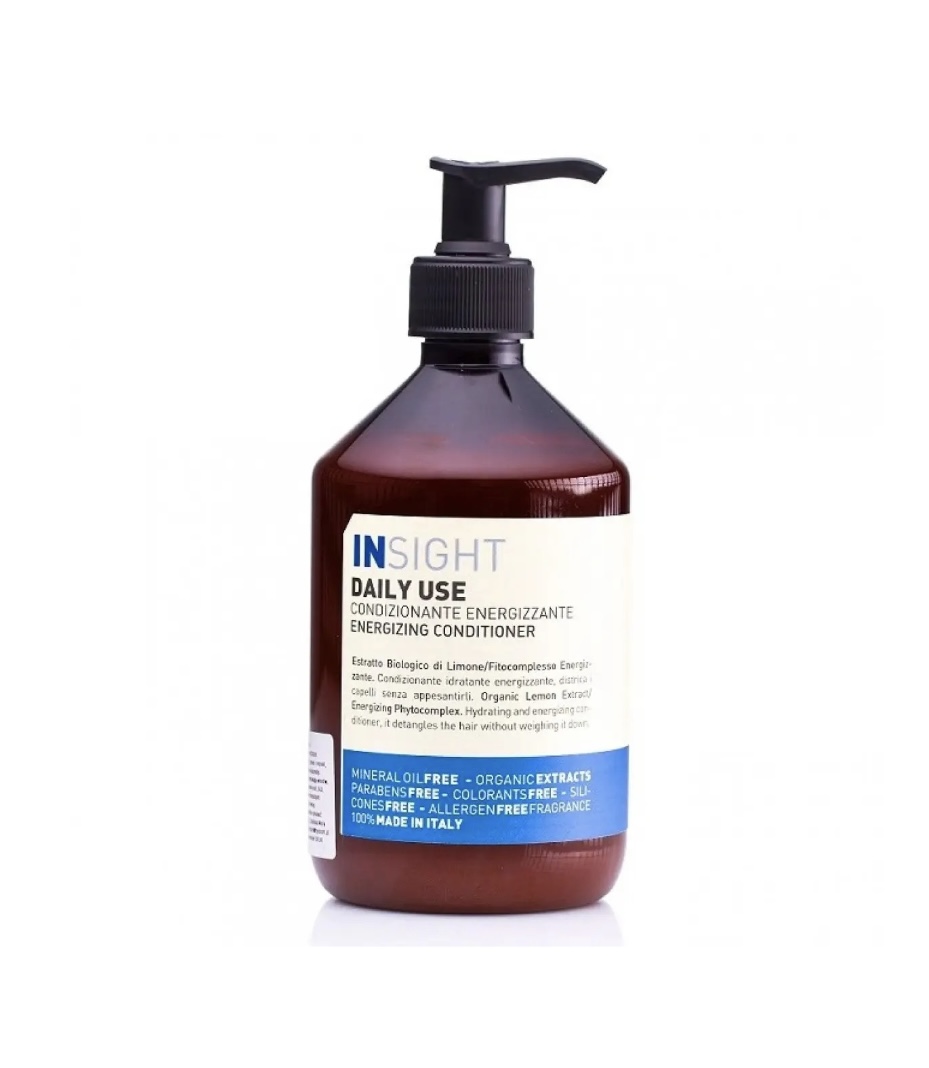 INSIGHT
DAILY USE
CONDIZIONANTE ENERGIZZANTE
ENERGIZING CONDITIONER
Estratto Biologico di Limone/Fitocomplesso Energiz-
zante. Condizionante idratante energizzante, districa i
capelli senza appesantirli. Organic Lemon Extract/
Energizing Phytocomplex. Hydrating and energizing con-
ditioner, it detangles the hair without weighing it down.
MINERAL OILFREE - ORGANICEXTRACTS
PARABENSFREE - COLORANTSFREE - SILI-
CONESFREE - ALLERGENFREEFRAGRANCE
100% MADE IN ITALY